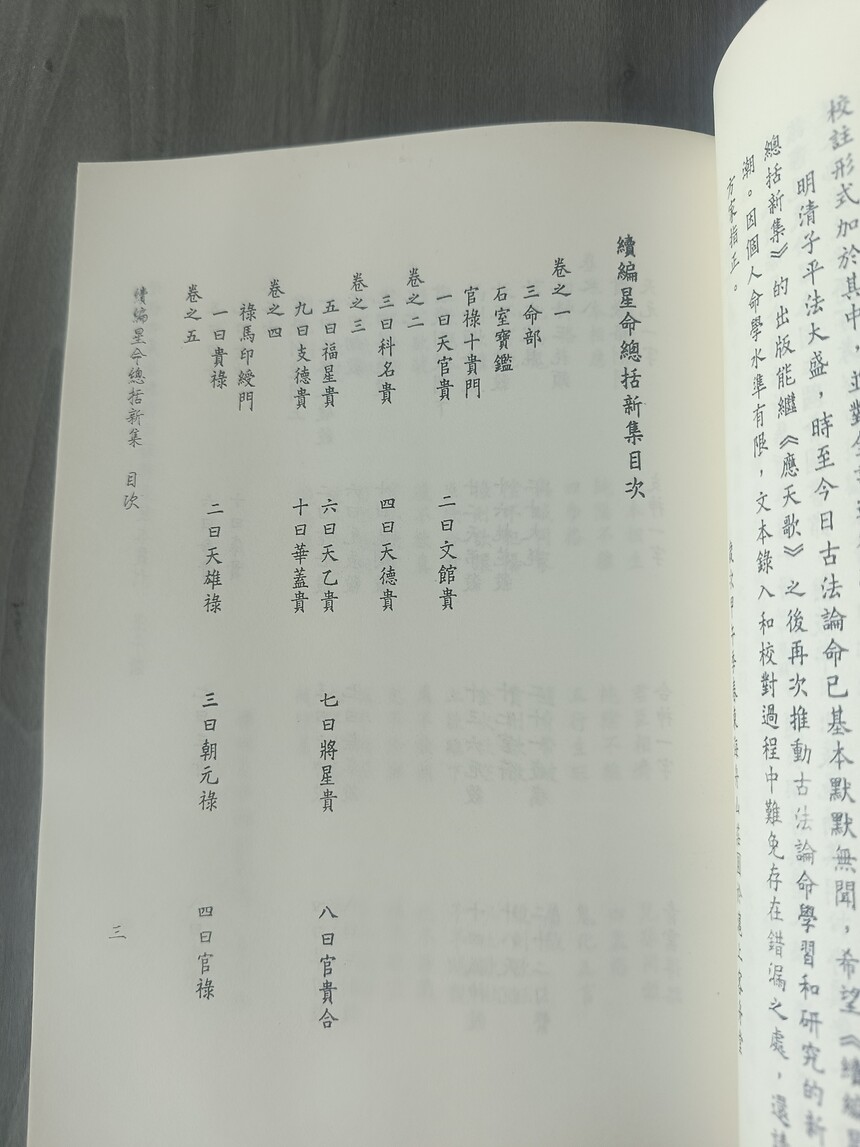 校註形式加於其中，並對全
明清子平法大盛，時至今日古法論命已基本默默無聞，希望《續編
總括新集》的出版能繼《應天歌》之後再次推動古法論命學習和研究的新
潮。因個人命學水準有限，文本錄入和校對過程中難免存在錯漏之處，還
方家指正。
續編星命總括新集目次
卷之一
三命部
石室寶鑑
官祿十貴門
一曰天官貴　二曰文館貴
卷之二
三曰科名貴　四曰天德貴
卷之三
五曰福星貴　六曰天乙貴　七曰將星貴　八曰官貴合
九曰支德貴　十曰華蓋貴
卷之四
祿馬印綬門
一曰貴祿　二曰天雄祿　三曰朝元祿　四曰官祿
卷之五
續編星命總括新集　目次
三